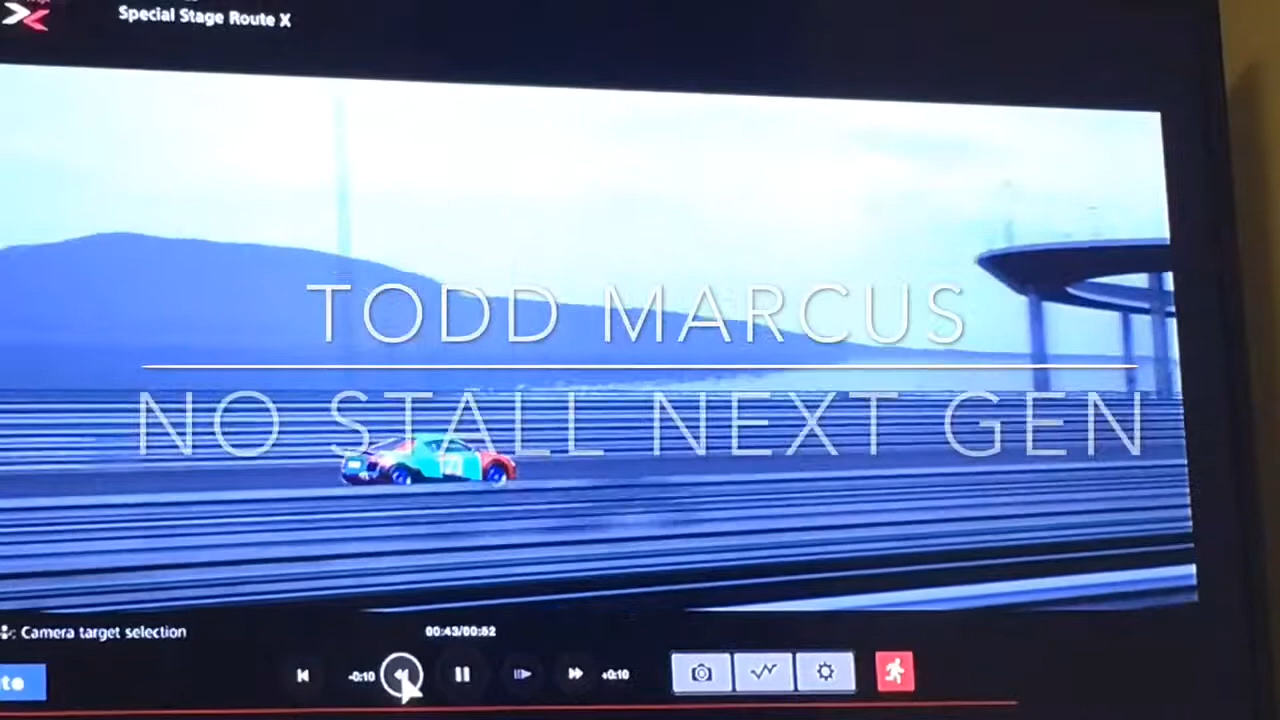 Special Stage Route X
TODD MARCUS
NO STALL NEXT GEN
Camera target selection
00:43/00:52
-0:10
+0:10